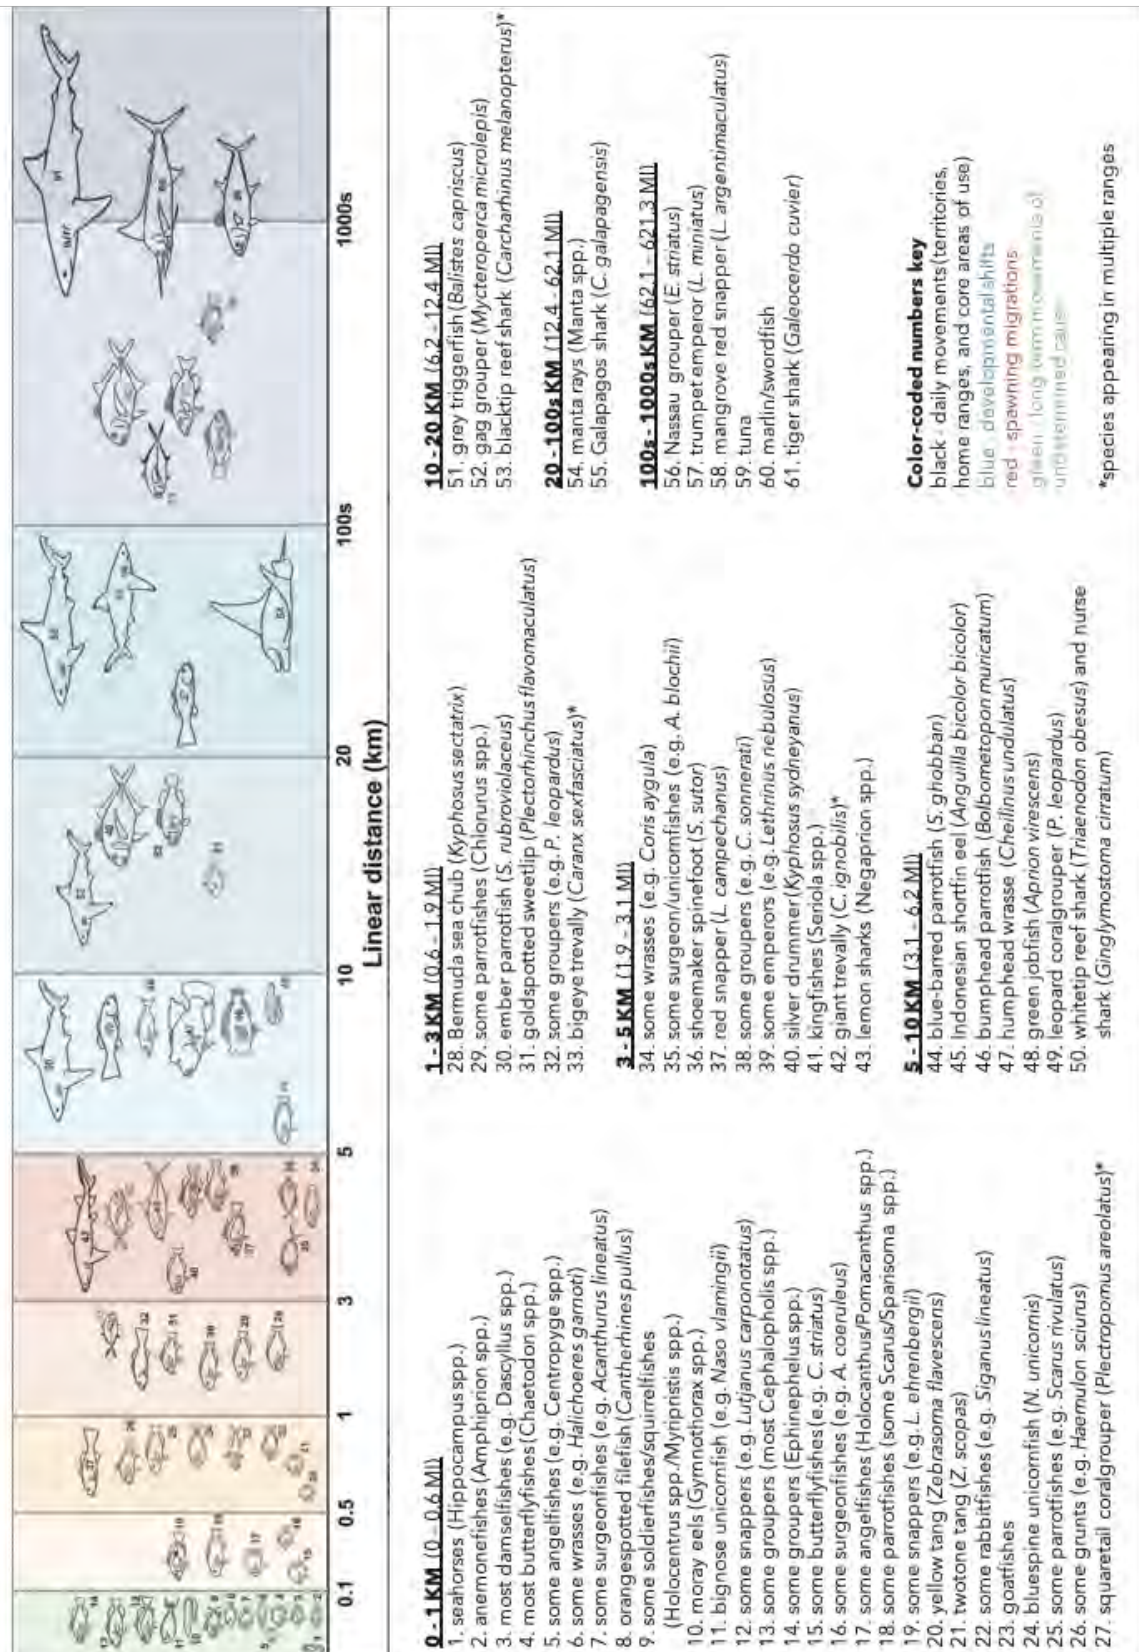 0.1 0.5 1 3 5 10 20 100s 1000s
Linear distance (km)
0 - 1 KM (0 - 0.6 MI)
1. seahorses (Hippocampus spp.)
2. anemonefishes (Amphiprion spp.)
3. most damselfishes (e.g. Dascyllus spp.)
4. most butterflyfishes (Chaetodon spp.)
5. some angelfishes (e.g. Centropyge spp.)
6. some wrasses (e.g. Halichoeres garnoti)
7. some surgeonfishes (e.g. Acanthurus lineatus)
8. orangespotted filefish (Cantherhines pullus)
9. some soldierfishes/squirrelfishes
(Holocentrus spp./Myripristis spp.)
10. moray eels (Gymnothorax spp.)
11. bignose unicornfish (e.g. Naso vlamingii)
12. some snappers (e.g. Lutjanus carponotatus)
13. some groupers (most Cephalopholis spp.)
14. some groupers (Ephinephelus spp.)
15. some butterflyfishes (e.g. C. striatus)
16. some surgeonfishes (e.g. A. coeruleus)
17. some angelfishes (Holocanthus/Pomacanthus spp.)
18. some parrotfishes (some Scarus/Sparisoma spp.)
19. some snappers (e.g. L. ehrenbergii)
20. yellow tang (Zebrasoma flavescens)
21. twotone tang (Z. scopas)
22. some rabbitfishes (e.g. Siganus lineatus)
23. goatfishes
24. bluespine unicornfish (N. unicornis)
25. some parrotfishes (e.g. Scarus rivulatus)
26. some grunts (e.g. Haemulon sciurus)
27. squaretail coralgrouper (Plectropomus areolatus)*
1 - 3 KM (0.6 - 1.9 MI)
28. Bermuda sea chub (Kyphosus sectatrix)
29. some parrotfishes (Chlorurus spp.)
30. ember parrotfish (S. rubroviolaceus)
31. goldspotted sweetlip (Plectorhinchus flavomaculatus)
32. some groupers (e.g. P. leopardus)
33. bigeye trevally (Caranx sexfasciatus)*
3 - 5 KM (1.9 - 3.1 MI)
34. some wrasses (e.g. Coris aygula)
35. some surgeon/unicornfishes (e.g. A. blochii)
36. shoemaker spinefoot (S. sutor)
37. red snapper (L. campechanus)
38. some groupers (e.g. C. sonnerati)
39. some emperors (e.g. Lethrinus nebulosus)
40. silver drummer (Kyphosus sydneyanus)
41. kingfishes (Seriola spp.)
42. giant trevally (C. ignobilis)*
43. lemon sharks (Negaprion spp.)
5 - 10 KM (3.1 - 6.2 MI)
44. blue-barred parrotfish (S. ghobban)
45. Indonesian shortfin eel (Anguilla bicolor bicolor)
46. bumphead parrotfish (Bolbometopon muricatum)
47. humphead wrasse (Cheilinus undulatus)
48. green jobfish (Aprion virescens)
49. leopard coralgrouper (P. leopardus)
50. whitetip reef shark (Triaenodon obesus) and nurse
shark (Ginglymostoma cirratum)
10 - 20 KM (6.2 - 12.4 MI)
51. grey triggerfish (Balistes capriscus)
52. gag grouper (Mycteroperca microlepis)
53. blacktip reef shark (Carcharhinus melanopterus)*
20 - 100s KM (12.4 - 62.1 MI)
54. manta rays (Manta spp.)
55. Galapagos shark (C. galapagensis)
100s - 1000s KM (62.1 - 621.3 MI)
56. Nassau grouper (E. striatus)
57. trumpet emperor (L. miniatus)
58. mangrove red snapper (L. argentimaculatus)
59. tuna
60. marlin/swordfish
61. tiger shark (Galeocerdo cuvier)
Color-coded numbers key
black - daily movements (territories,
home ranges, and core areas of use)
blue - developmental shifts
red - spawning migrations
green - long term movements of
undetermined cause
*species appearing in multiple ranges